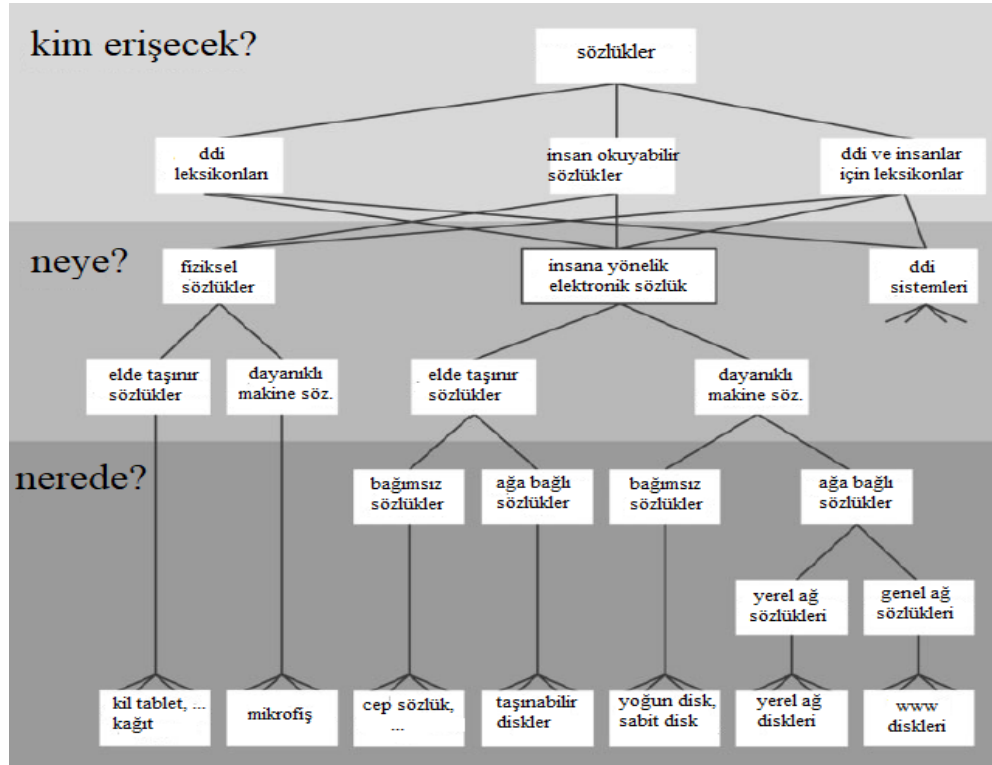 kim erişecek?
sözlükler
ddi
leksikonları
insan okuyabilir
sözlükler
ddi ve insanlar
için leksikonlar
neye?
fiziksel
sözlükler
insana yönelik
elektronik sözlük
ddi
sistemleri
elde taşınır
sözlükler
dayanıklı
makine söz.
elde taşınır
sözlükler
dayanıklı
makine söz.
nerede?
bağımsız
sözlükler
ağa bağlı
sözlükler
bağımsız
sözlükler
ağa bağlı
sözlükler
yerel ağ
sözlükleri
genel ağ
sözlükleri
kil tablet, ...
kağıt
mikrofiş
cep sözlük,
...
taşınabilir
diskler
yoğun disk,
sabit disk
yerel ağ
diskleri
www
diskleri